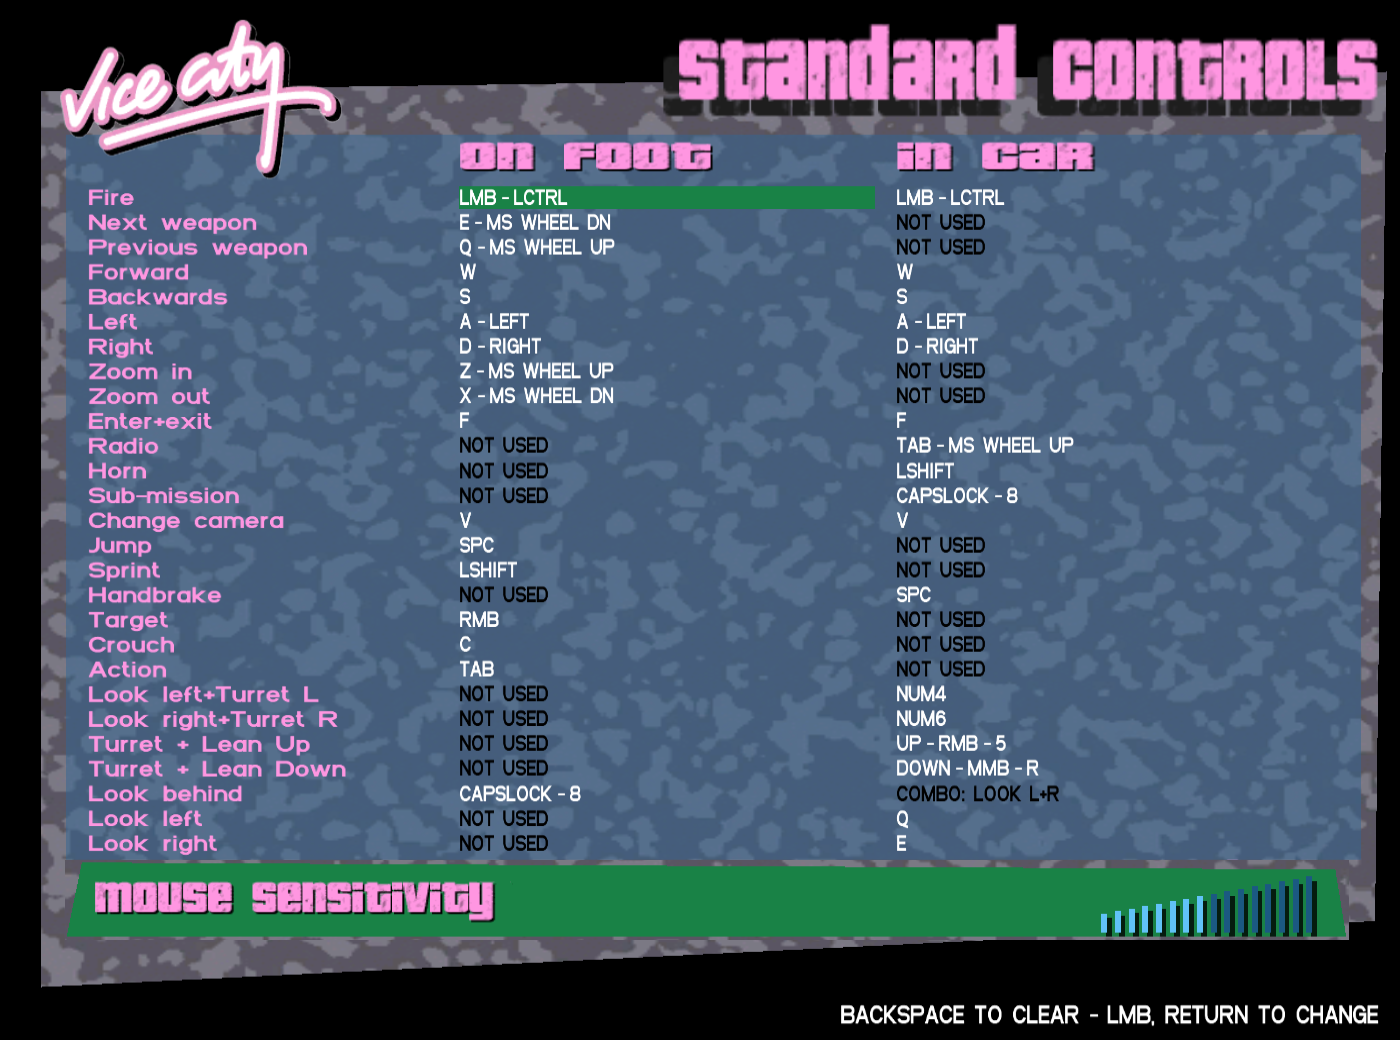 Vice City
Standard Controls
On Foot In Car
Fire LMB - LCTRL LMB - LCTRL
Next weapon E - MS WHEEL DN NOT USED
Previous weapon Q - MS WHEEL UP NOT USED
Forward W W
Backwards S S
Left A - LEFT A - LEFT
Right D - RIGHT D - RIGHT
Zoom in Z - MS WHEEL UP NOT USED
Zoom out X - MS WHEEL DN NOT USED
Enter+exit F F
Radio NOT USED TAB - MS WHEEL UP
Horn NOT USED LSHIFT
Sub-mission NOT USED CAPSLOCK - 8
Change camera V V
Jump SPC NOT USED
Sprint LSHIFT NOT USED
Handbrake NOT USED SPC
Target RMB NOT USED
Crouch C NOT USED
Action TAB NOT USED
Look left+Turret L NOT USED NUM4
Look right+Turret R NOT USED NUM6
Turret + Lean Up NOT USED UP - RMB - 5
Turret + Lean Down NOT USED DOWN - MMB - R
Look behind CAPSLOCK - 8 COMBO: LOOK L+R
Look left NOT USED Q
Look right NOT USED E
Mouse Sensitivity
BACKSPACE TO CLEAR - LMB, RETURN TO CHANGE